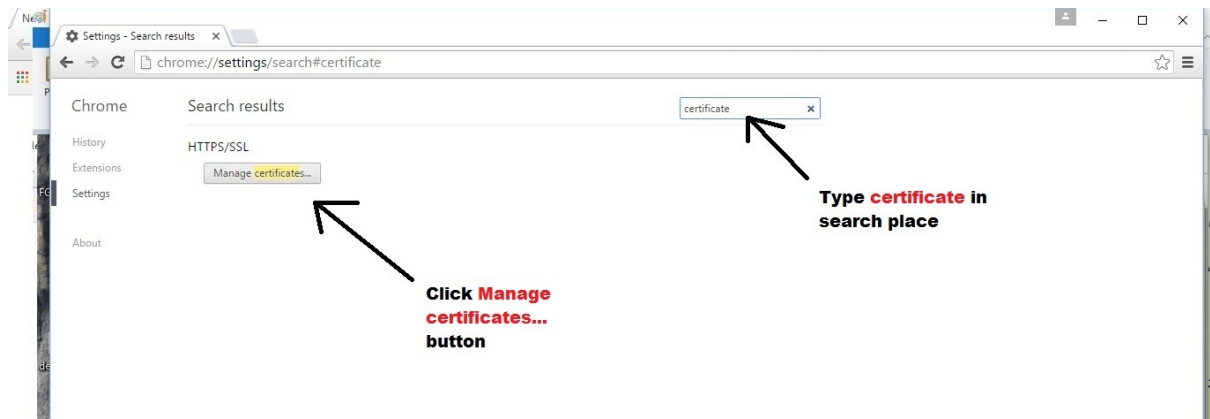 Settings - Search results
chrome://settings/search#certificate
Chrome
Search results
certificate
History
HTTPS/SSL
Extensions
Manage certificates...
Settings
Type certificate in
search place
About
Click Manage
certificates...
button